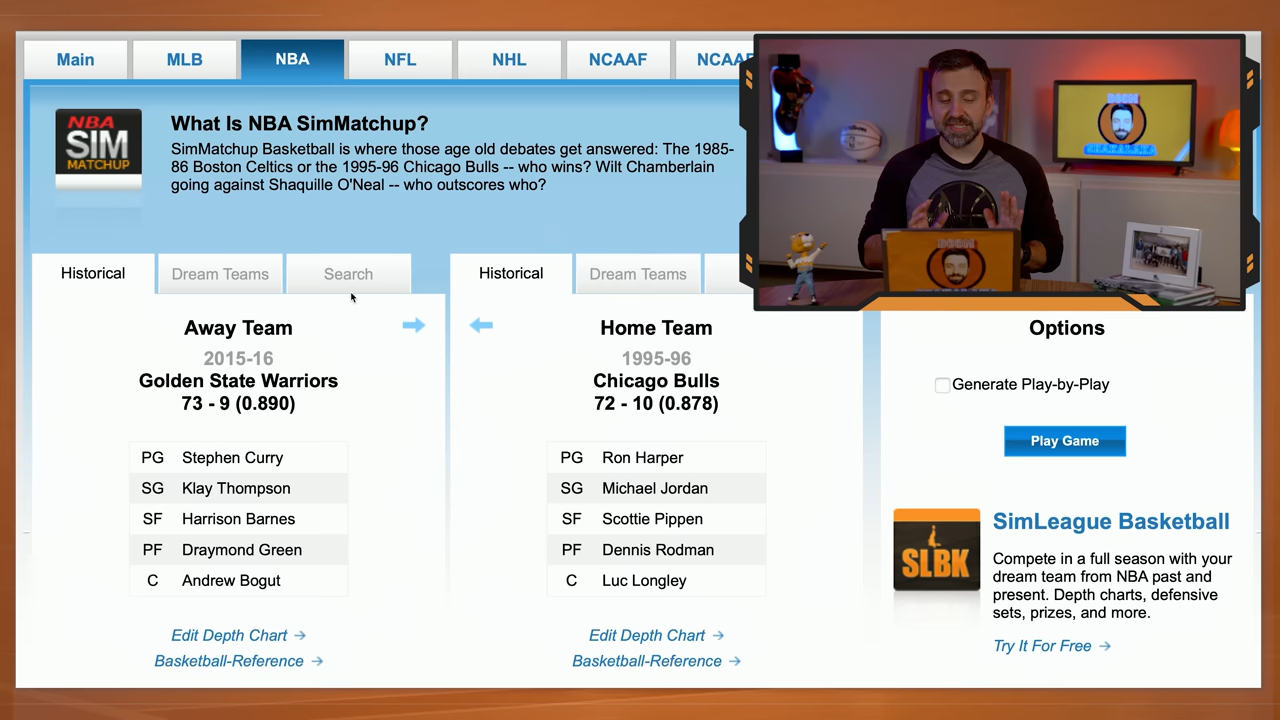 Main
MLB
NBA
NFL
NHL
NCAAF
NCAAF
NBA
SIM
MATCHUP
What Is NBA SimMatchup?
SimMatchup Basketball is where those age old debates get answered: The 1985-
86 Boston Celtics or the 1995-96 Chicago Bulls -- who wins? Wilt Chamberlain
going against Shaquille O'Neal -- who outscores who?
BOOM
BOOM
Historical
Dream Teams
Search
Historical
Dream Teams
Away Team
2015-16
Golden State Warriors
73 - 9 (0.890)
PG Stephen Curry
SG Klay Thompson
SF Harrison Barnes
PF Draymond Green
C Andrew Bogut
Edit Depth Chart →
Basketball-Reference →
Home Team
1995-96
Chicago Bulls
72 - 10 (0.878)
PG Ron Harper
SG Michael Jordan
SF Scottie Pippen
PF Dennis Rodman
C Luc Longley
Edit Depth Chart →
Basketball-Reference →
Options
Generate Play-by-Play
Play Game
SLBK
SimLeague Basketball
Compete in a full season with your
dream team from NBA past and
present. Depth charts, defensive
sets, prizes, and more.
Try It For Free →